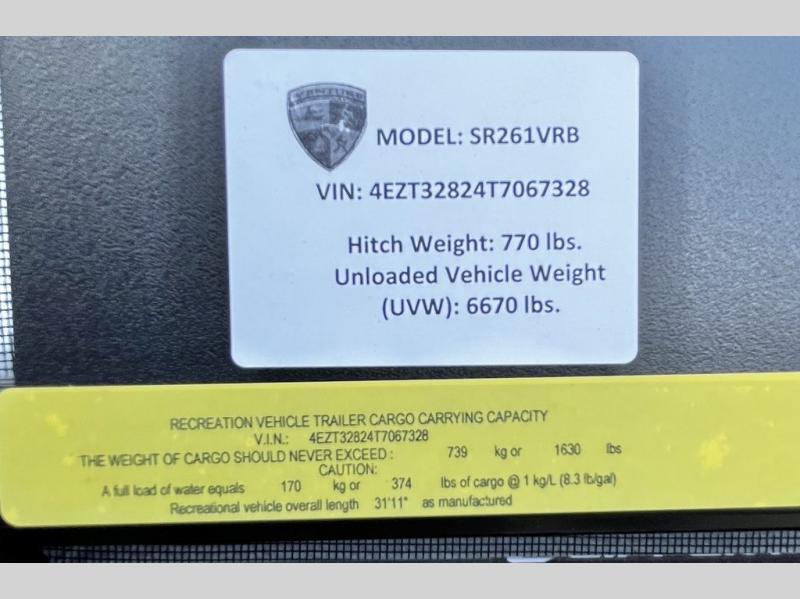 MODEL: SR261VRB
VIN: 4EZT32824T7067328
Hitch Weight: 770 lbs.
Unloaded Vehicle Weight
(UVW): 6670 lbs.
RECREATION VEHICLE TRAILER CARGO CARRYING CAPACITY
V.I.N.: 4EZT32824T7067328
THE WEIGHT OF CARGO SHOULD NEVER EXCEED : 739 kg or 1630 lbs
CAUTION:
A full load of water equals 170 kg or 374 lbs of cargo @ 1 kg/L (8.3 lb/gal)
Recreational vehicle overall length 31'11" as manufactured